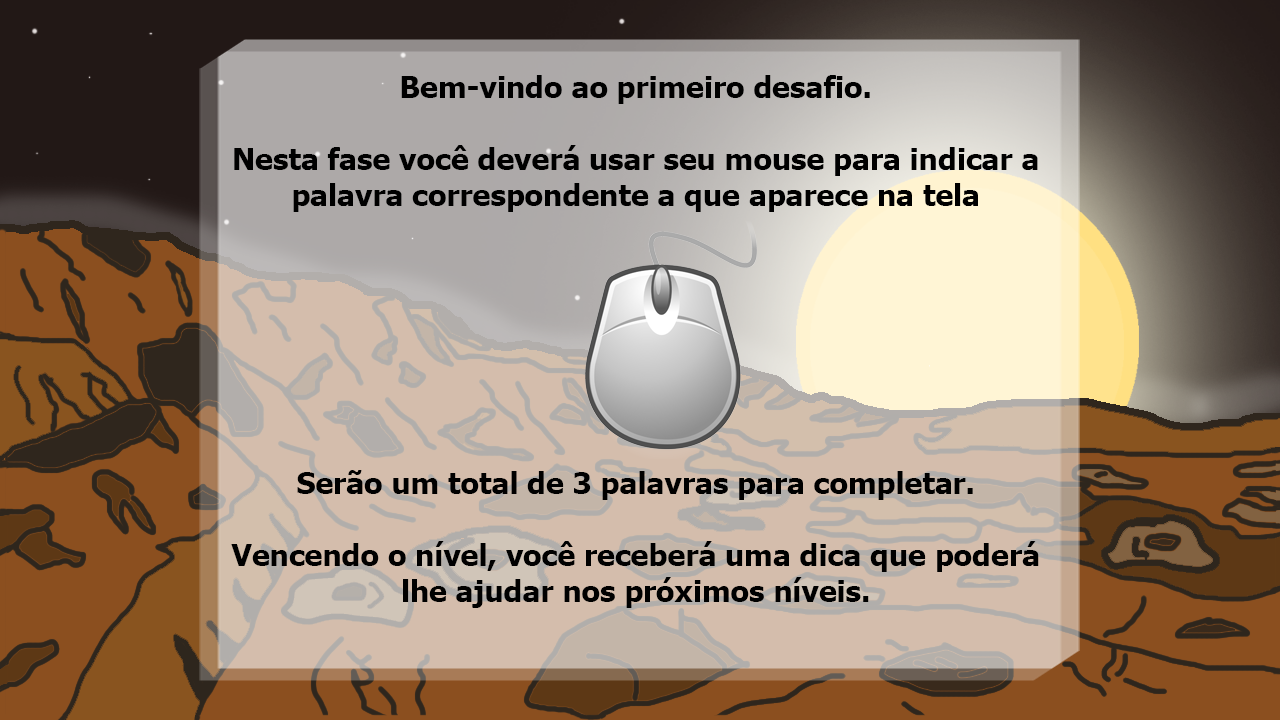 Bem-vindo ao primeiro desafio.
Nesta fase você deverá usar seu mouse para indicar a
palavra correspondente a que aparece na tela
Serão um total de 3 palavras para completar.
Vencendo o nível, você receberá uma dica que poderá
lhe ajudar nos próximos níveis.